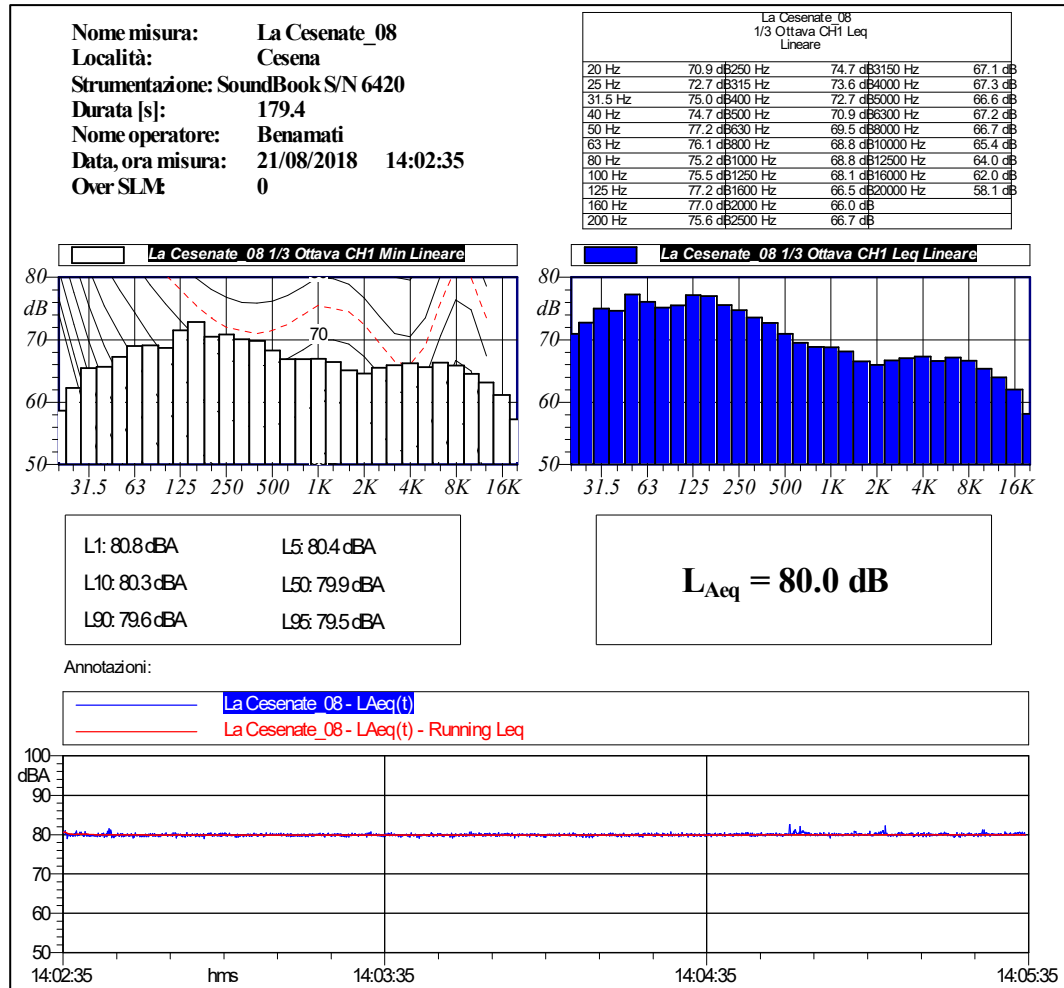 Nome misura: La Cesenate_08
Località: Cesena
Strumentazione: SoundBook S/N 6420
Durata [s]: 179.4
Nome operatore: Benamati
Data, ora misura: 21/08/2018 14:02:35
Over SLM: 0
La Cesenate_08
1/3 Ottava CH1 Leq
Lineare
20 Hz 70.9 dB 250 Hz 74.7 dB 3150 Hz 67.1 dB
25 Hz 72.7 dB 315 Hz 73.6 dB 4000 Hz 67.3 dB
31.5 Hz 75.0 dB 400 Hz 72.7 dB 5000 Hz 66.6 dB
40 Hz 74.7 dB 500 Hz 70.9 dB 6300 Hz 67.2 dB
50 Hz 77.2 dB 630 Hz 69.5 dB 8000 Hz 66.7 dB
63 Hz 76.1 dB 800 Hz 68.8 dB 10000 Hz 65.4 dB
80 Hz 75.2 dB 1000 Hz 68.8 dB 12500 Hz 64.0 dB
100 Hz 75.5 dB 1250 Hz 68.1 dB 16000 Hz 62.0 dB
125 Hz 77.2 dB 1600 Hz 66.5 dB 20000 Hz 58.1 dB
160 Hz 77.0 dB 2000 Hz 66.0 dB
200 Hz 75.6 dB 2500 Hz 66.7 dB
La Cesenate_08 1/3 Ottava CH1 Min Lineare
80
dB
70
60
50
70
31.5 63 125 250 500 1K 2K 4K 8K 16K
La Cesenate_08 1/3 Ottava CH1 Leq Lineare
80
dB
70
60
50
31.5 63 125 250 500 1K 2K 4K 8K 16K
L1: 80.8 dBA L5: 80.4 dBA
L10: 80.3 dBA L50: 79.9 dBA
L90: 79.6 dBA L95: 79.5 dBA
LAeq = 80.0 dB
Annotazioni:
La Cesenate_08 - LAeq(t)
La Cesenate_08 - LAeq(t) - Running Leq
100
dBA
90
80
70
60
50
14:02:35 hms 14:03:35 14:04:35 14:05:35